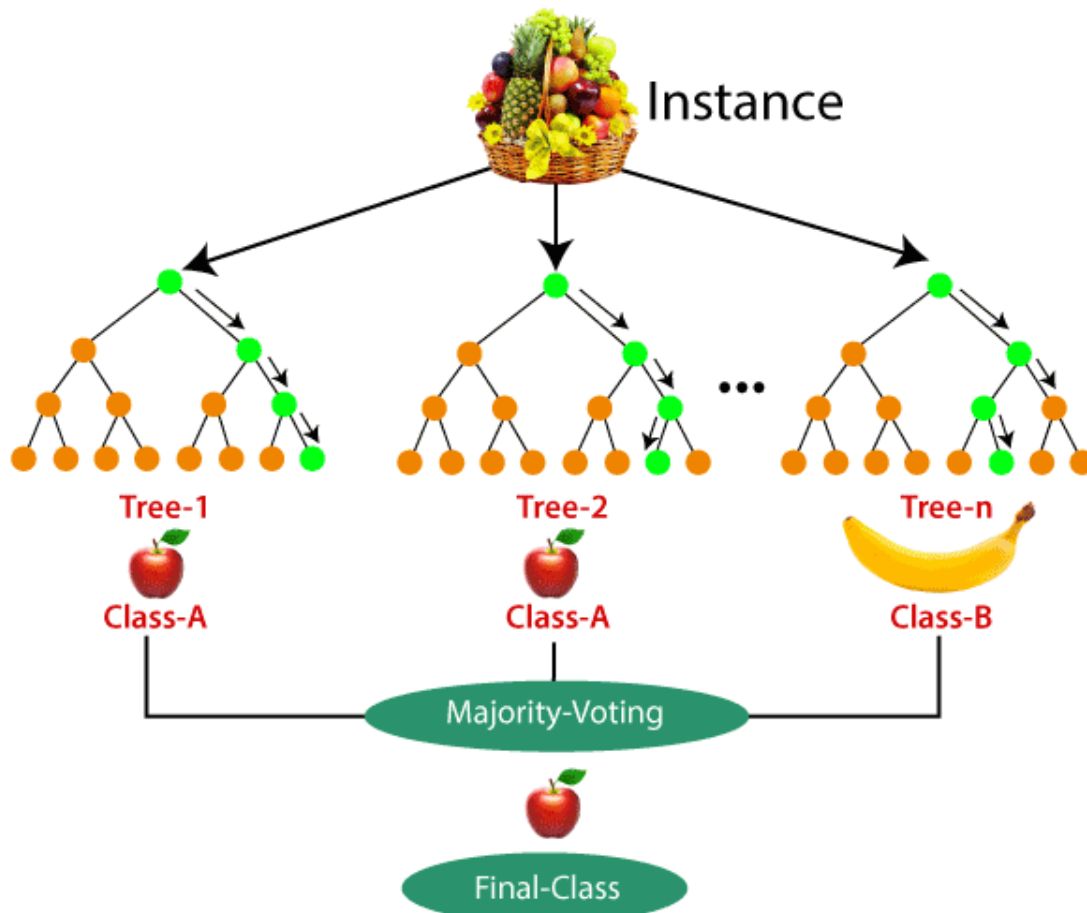 Instance
Tree-1
Tree-2
Tree-n
Class-A
Class-A
Class-B
Majority-Voting
Final-Class